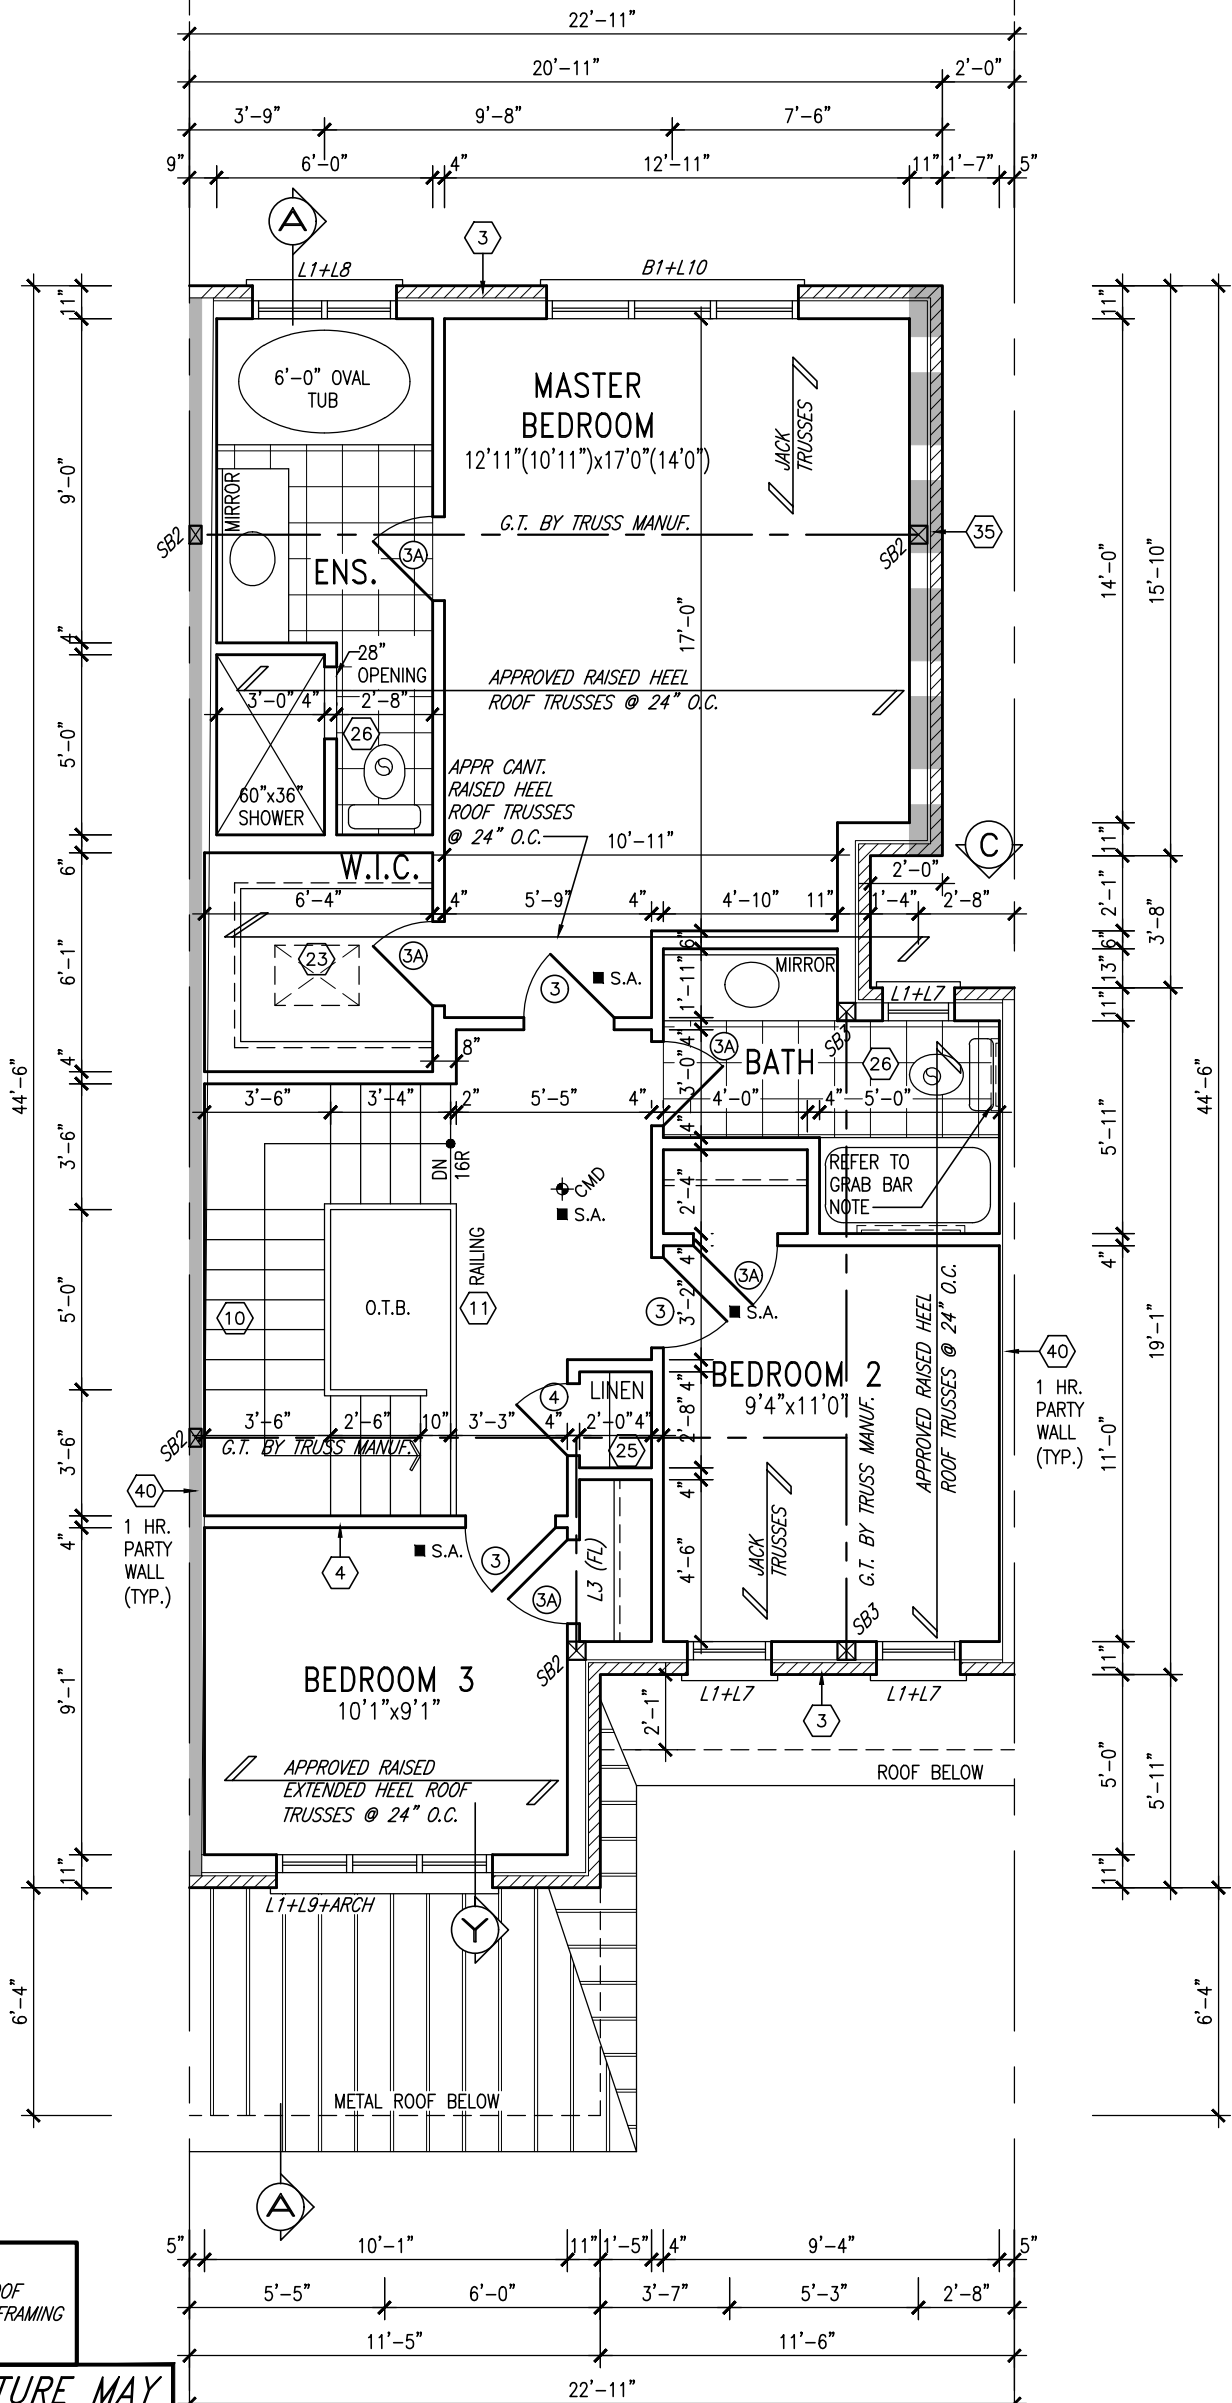 22'-11"
20'-11" 2'-0"
3'-9" 9'-8" 7'-6"
9" 6'-0" 4" 12'-11" 11" 1'-7" 5"
A
3
L1+L8
B1+L10
11"
11"
6'-0" OVAL
TUB
MASTER
BEDROOM
12'11"(10'11")x17'0"(14'0")
JACK
TRUSSES
MIRROR
9'-0"
SB2
G.T. BY TRUSS MANUF.
SB2
35
3A
ENS.
14'-0"
15'-10"
17'-0"
4"
28"
OPENING
APPROVED RAISED HEEL
ROOF TRUSSES @ 24" O.C.
3'-0" 4" 2'-8"
26
5'-0"
60"x36"
SHOWER
APPR CANT.
RAISED HEEL
ROOF TRUSSES
@ 24" O.C.
10'-11"
C
11"
6"
W.I.C.
2'-0"
6'-4" 4" 5'-9" 4" 4'-10" 11" 1'-4" 2'-8"
2'-1"
3'-8"
6"
6"
23
3A
3
S.A.
MIRROR
6'-1"
1'-11"
13"
L1+L7
11"
4"
8"
4"
3A
BATH
SB3
26
44'-6"
44'-6"
3'-0"
3'-6" 3'-4" 2" 5'-5" 4" 4'-0" 4" 5'-0"
3'-6"
DN
16R
4"
5'-11"
CMD
S.A.
2'-4"
REFER TO
GRAB BAR
NOTE
RAILING
4"
4"
3A
5'-0"
10
O.T.B.
11
3
3'-2"
S.A.
APPROVED RAISED HEEL
ROOF TRUSSES @ 24" O.C.
19'-1"
40
1 HR.
PARTY
WALL
(TYP.)
BEDROOM 2
9'4"x11'0"
4"
LINEN
4
3'-6" 2'-6" 10" 3'-3" 4" 2'-0" 4"
2'-8"
SB2
G.T. BY TRUSS MANUF.
25
3'-6"
11'-0"
4"
G.T. BY TRUSS MANUF.
40
1 HR.
PARTY
WALL
(TYP.)
4"
4
S.A.
3
3A
L3 (FL)
4'-6"
JACK
TRUSSES
SB3
SB2
11"
BEDROOM 3
10'1"x9'1"
9'-1"
L1+L7
L1+L7
3
2'-1"
APPROVED RAISED
EXTENDED HEEL ROOF
TRUSSES @ 24" O.C.
ROOF BELOW
5'-0"
5'-11"
11"
11"
L1+L9+ARCH
Y
6'-4"
6'-4"
METAL ROOF BELOW
A
5" 10'-1" 11" 1'-5" 4" 9'-4" 5"
5'-5" 6'-0" 3'-7" 5'-3" 2'-8"
11'-5" 11'-6"
22'-11"
FRAMING
MAY